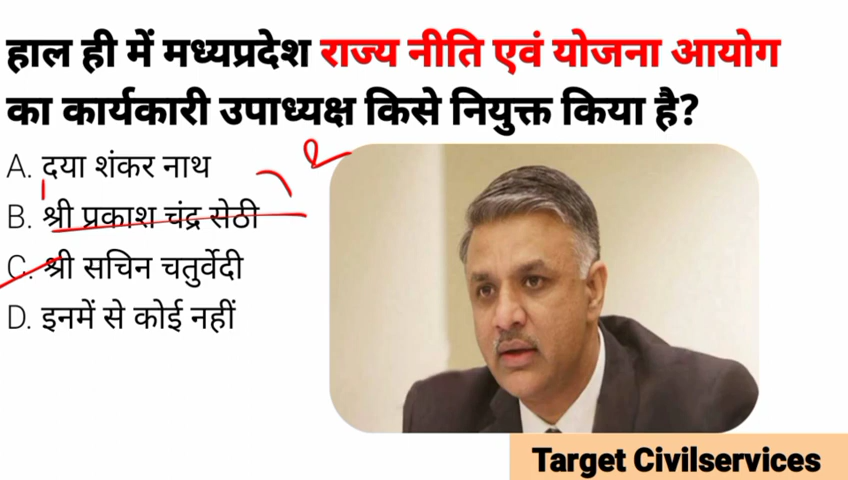 हाल ही में मध्यप्रदेश राज्य नीति एवं योजना आयोग
का कार्यकारी उपाध्यक्ष किसे नियुक्त किया है?
A. दया शंकर नाथ
B. श्री प्रकाश चंद्र सेठी
C. श्री सचिन चतुर्वेदी
D. इनमें से कोई नहीं
Target Civilservices